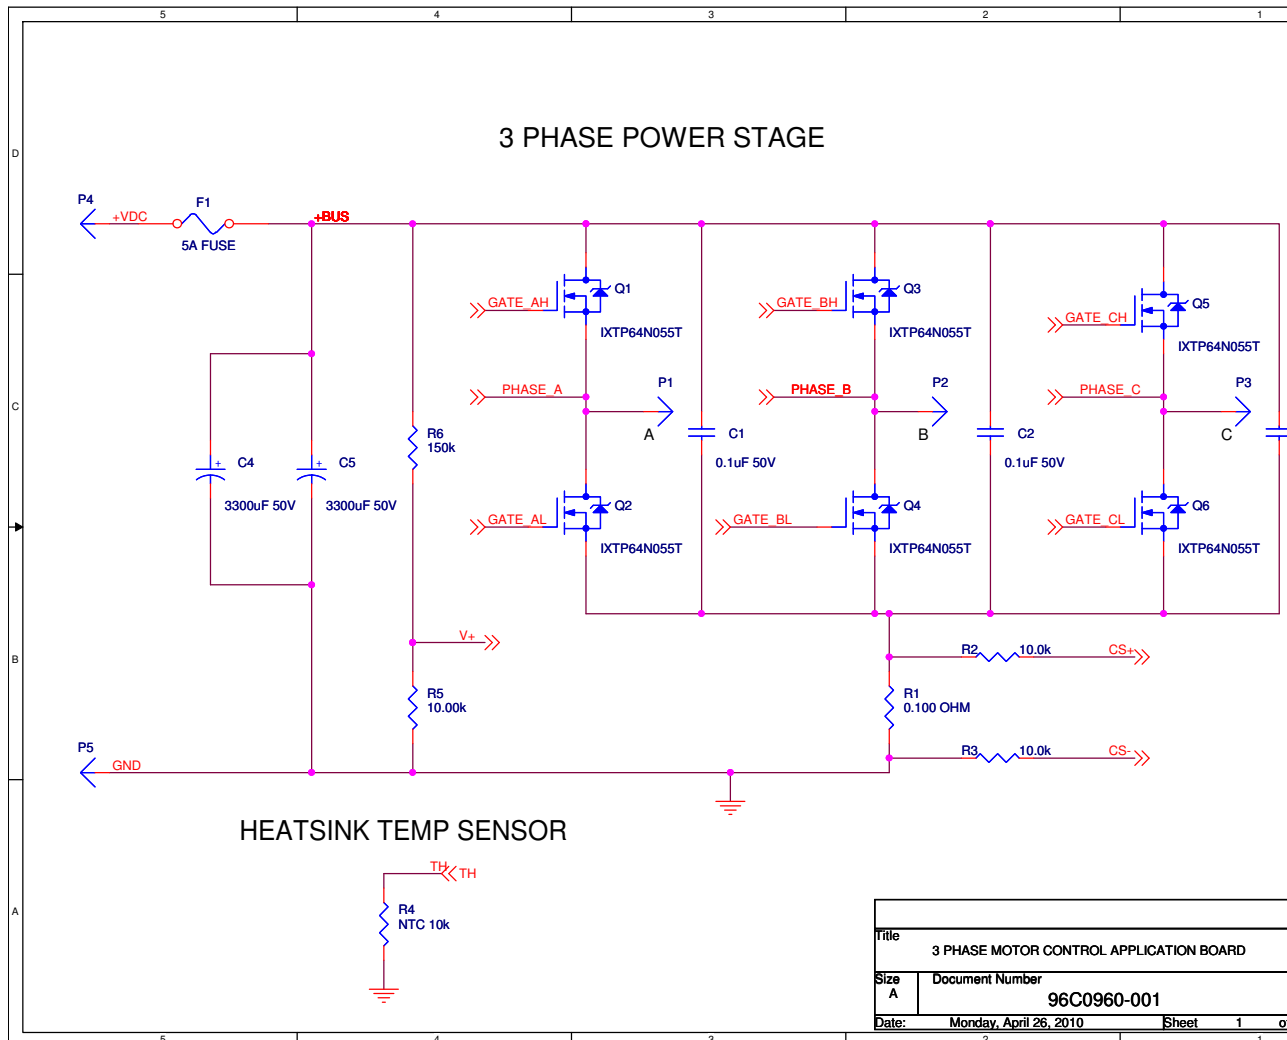 5 4 3 2 1
D
C
B
A
3 PHASE POWER STAGE
P4
+VDC
F1
5A FUSE
+BUS
GATE_AH
Q1
IXTP64N055T
GATE_BH
Q3
IXTP64N055T
GATE_CH
Q5
IXTP64N055T
PHASE_A
P1
A
PHASE_B
P2
B
PHASE_C
P3
C
R6
150k
C1
0.1uF 50V
C2
0.1uF 50V
C4
3300uF 50V
C5
3300uF 50V
GATE_AL
Q2
IXTP64N055T
GATE_BL
Q4
IXTP64N055T
GATE_CL
Q6
IXTP64N055T
V+
R5
10.00k
R2
10.0k
CS+
R1
0.100 OHM
R3
10.0k
CS-
P5
GND
HEATSINK TEMP SENSOR
TH
TH
R4
NTC 10k
Title
3 PHASE MOTOR CONTROL APPLICATION BOARD
Size
A
Document Number
96C0960-001
Date: Monday, April 26, 2010 Sheet 1
5 4 3 2 1